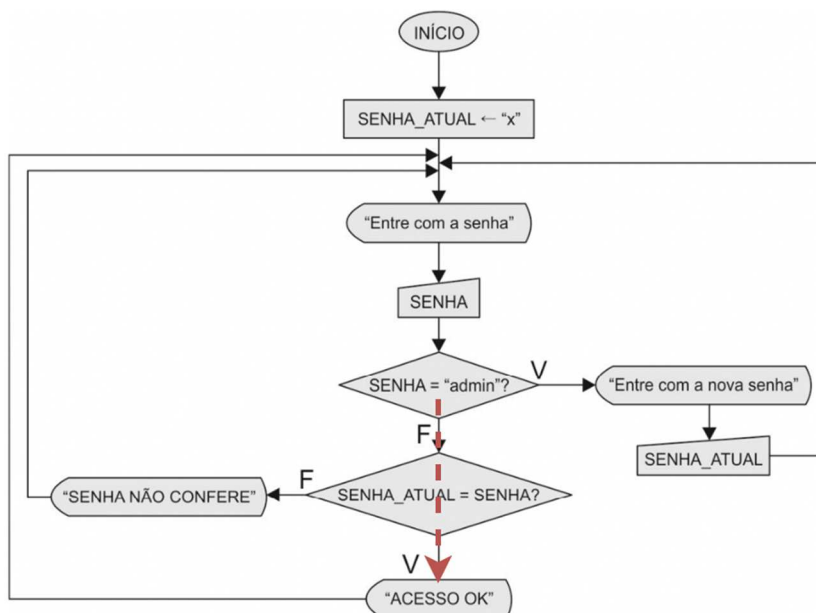 INÍCIO
SENHA_ATUAL ← “x”
“Entre com a senha”
SENHA
SENHA = “admin”?
V
“Entre com a nova senha”
F
SENHA_ATUAL
SENHA_ATUAL = SENHA?
F
“SENHA NÃO CONFERE”
V
“ACESSO OK”